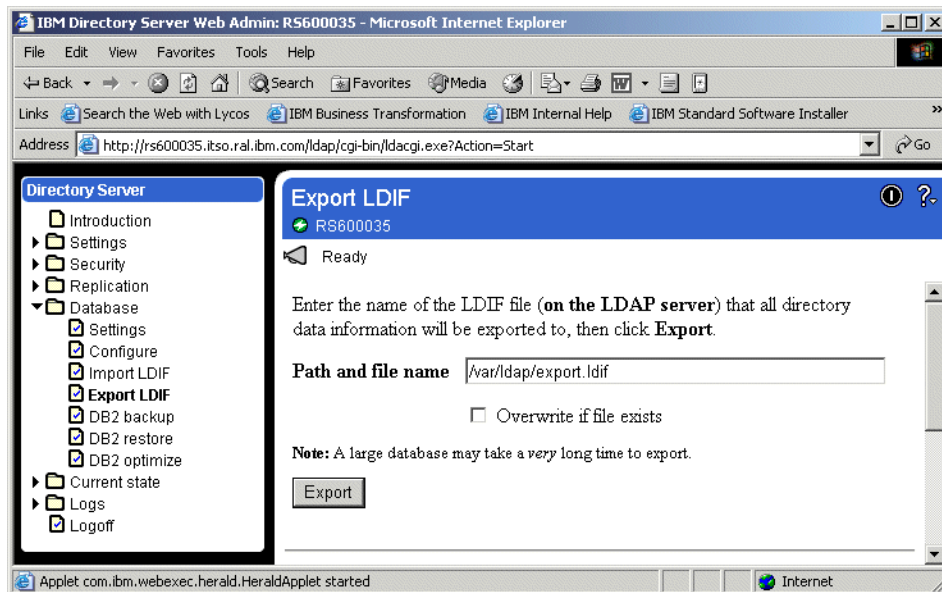 IBM Directory Server Web Admin: RS600035 - Microsoft Internet Explorer
File Edit View Favorites Tools Help
Back Search Favorites Media
Links Search the Web with Lycos IBM Business Transformation IBM Internal Help IBM Standard Software Installer »
Address http://rs600035.itso.ral.ibm.com/ldap/cgi-bin/ldacgi.exe?Action=Start Go
Directory Server
Introduction
Settings
Security
Replication
Database
Settings
Configure
Import LDIF
Export LDIF
DB2 backup
DB2 restore
DB2 optimize
Current state
Logs
Logoff
Export LDIF
RS600035
Ready
Enter the name of the LDIF file (on the LDAP server) that all directory
data information will be exported to, then click Export.
Path and file name /var/ldap/export.ldif
Overwrite if file exists
Note: A large database may take a very long time to export.
Export
Applet com.ibm.webexec.herald.HeraldApplet started Internet